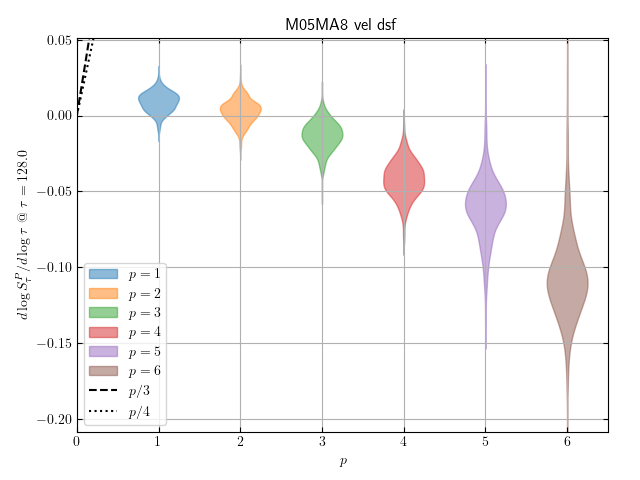 M05MA8 vel dsf
d log S_τ^P / d log τ @ τ = 128.0
0.05
0.00
−0.05
−0.10
−0.15
−0.20
p = 1
p = 2
p = 3
p = 4
p = 5
p = 6
p/3
p/4
0 1 2 3 4 5 6
p